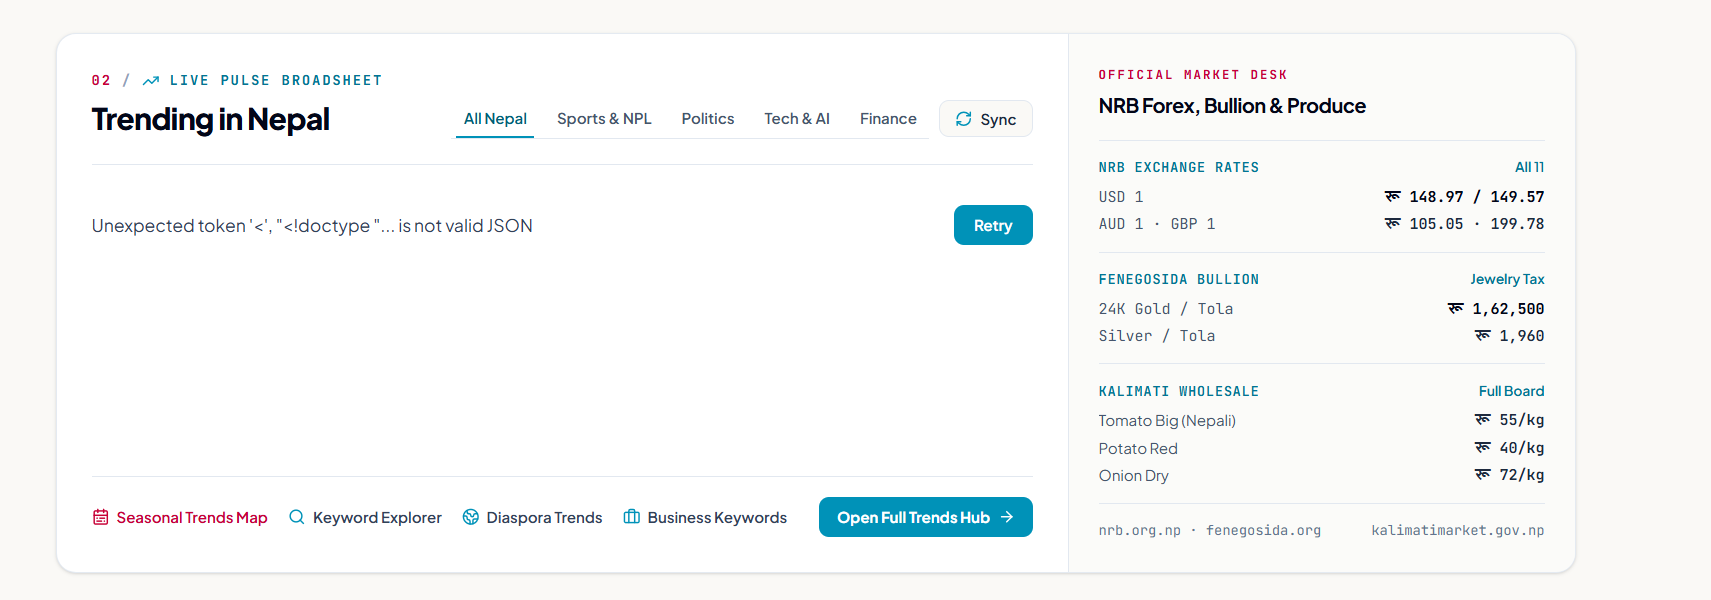 02 / LIVE PULSE BROADSHEET
Trending in Nepal
All Nepal Sports & NPL Politics Tech & AI Finance Sync
Unexpected token '<', "<!doctype "... is not valid JSON
Retry
Seasonal Trends Map Keyword Explorer Diaspora Trends Business Keywords Open Full Trends Hub →
OFFICIAL MARKET DESK
NRB Forex, Bullion & Produce
NRB EXCHANGE RATES All 11
USD 1 रू 148.97 / 149.57
AUD 1 · GBP 1 रू 105.05 · 199.78
FENEGOSIDA BULLION Jewelry Tax
24K Gold / Tola रू 1,62,500
Silver / Tola रू 1,960
KALIMATI WHOLESALE Full Board
Tomato Big (Nepali) रू 55/kg
Potato Red रू 40/kg
Onion Dry रू 72/kg
nrb.org.np · fenegosida.org kalimatimarket.gov.np